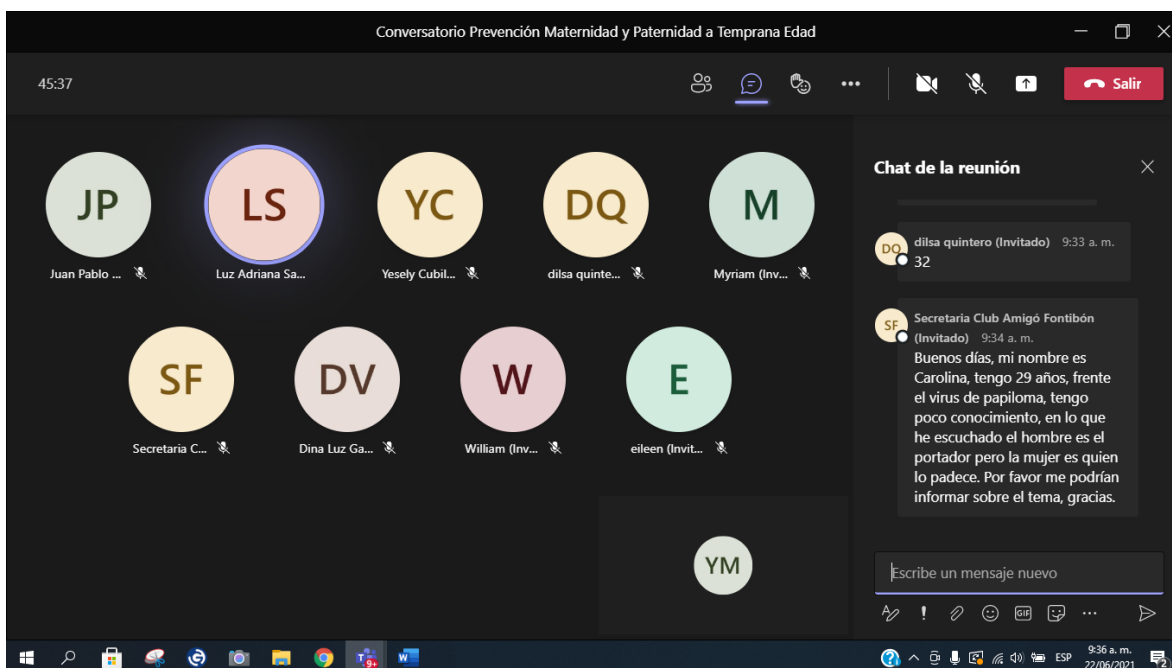 Conversatorio Prevención Maternidad y Paternidad a Temprana Edad
45:37
Salir
JP
LS
YC
DQ
M
Juan Pablo ...
Luz Adriana Sa...
Yesely Cubil...
dilsa quinte...
Myriam (Inv...
SF
DV
W
E
Secretaria C...
Dina Luz Ga...
William (Inv...
eileen (Invit...
YM
Chat de la reunión
DQ
dilsa quintero (Invitado) 9:33 a. m.
32
SF
Secretaria Club Amigó Fontibón
(Invitado) 9:34 a. m.
Buenos días, mi nombre es
Carolina, tengo 29 años, frente
el virus de papiloma, tengo
poco conocimiento, en lo que
he escuchado el hombre es el
portador pero la mujer es quien
lo padece. Por favor me podrían
informar sobre el tema, gracias.
Escribe un mensaje nuevo
GIF
9+
ESP
9:36 a. m.
22/06/2021